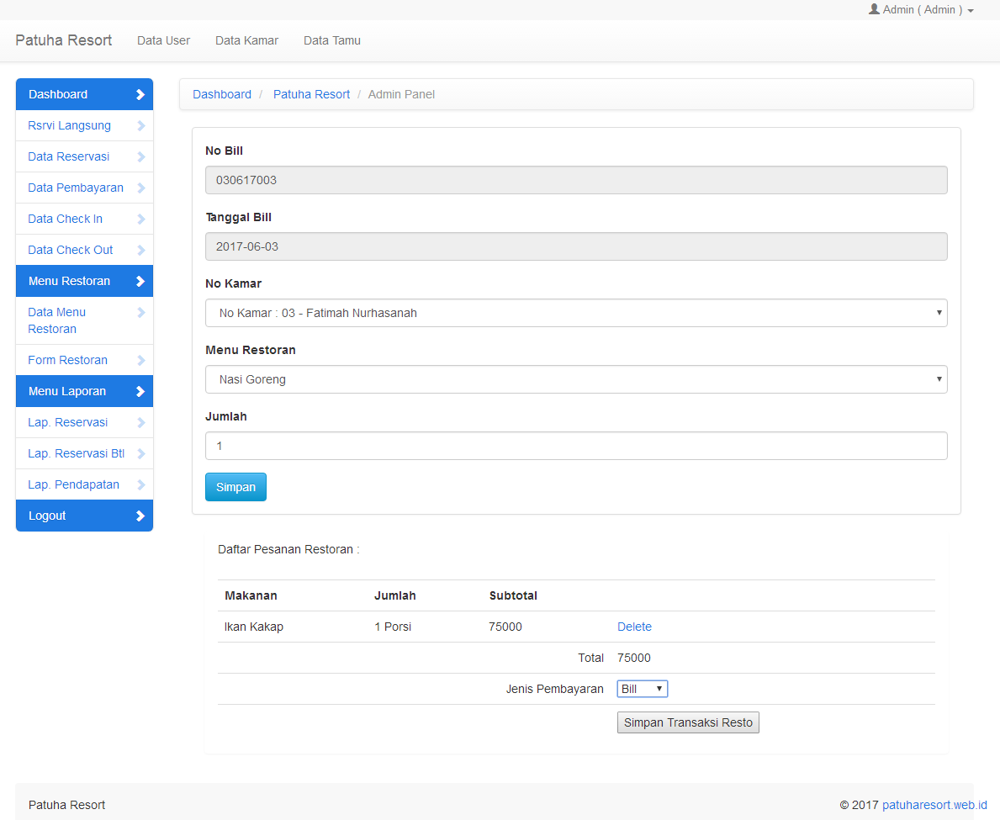 Admin ( Admin )
Patuha Resort Data User Data Kamar Data Tamu
Dashboard
Rsrvi Langsung
Data Reservasi
Data Pembayaran
Data Check In
Data Check Out
Menu Restoran
Data Menu
Restoran
Form Restoran
Menu Laporan
Lap. Reservasi
Lap. Reservasi Btl
Lap. Pendapatan
Logout
Dashboard / Patuha Resort / Admin Panel
No Bill
030617003
Tanggal Bill
2017-06-03
No Kamar
No Kamar : 03 - Fatimah Nurhasanah
Menu Restoran
Nasi Goreng
Jumlah
1
Simpan
Daftar Pesanan Restoran :
Makanan Jumlah Subtotal
Ikan Kakap 1 Porsi 75000 Delete
Total 75000
Jenis Pembayaran Bill
Simpan Transaksi Resto
Patuha Resort © 2017 patuharesort.web.id